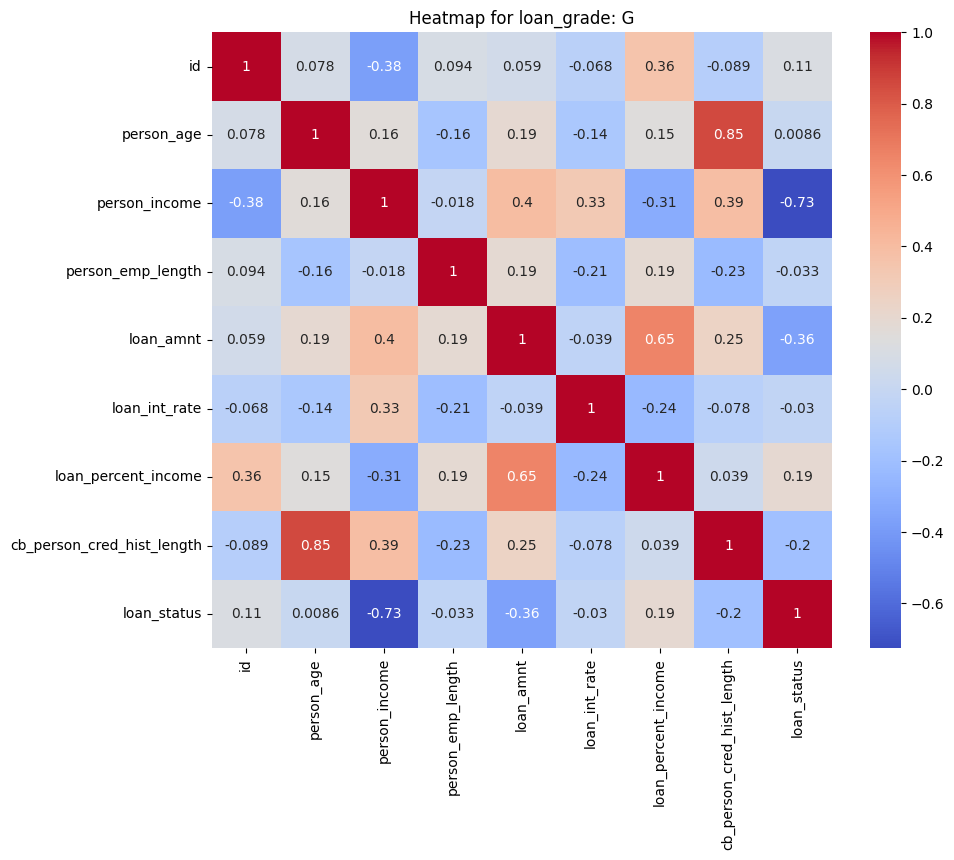 Heatmap for loan_grade: G
id 1 0.078 -0.38 0.094 0.059 -0.068 0.36 -0.089 0.11
person_age 0.078 1 0.16 -0.16 0.19 -0.14 0.15 0.85 0.0086
person_income -0.38 0.16 1 -0.018 0.4 0.33 -0.31 0.39 -0.73
person_emp_length 0.094 -0.16 -0.018 1 0.19 -0.21 0.19 -0.23 -0.033
loan_amnt 0.059 0.19 0.4 0.19 1 -0.039 0.65 0.25 -0.36
loan_int_rate -0.068 -0.14 0.33 -0.21 -0.039 1 -0.24 -0.078 -0.03
loan_percent_income 0.36 0.15 -0.31 0.19 0.65 -0.24 1 0.039 0.19
cb_person_cred_hist_length -0.089 0.85 0.39 -0.23 0.25 -0.078 0.039 1 -0.2
loan_status 0.11 0.0086 -0.73 -0.033 -0.36 -0.03 0.19 -0.2 1
id
person_age
person_income
person_emp_length
loan_amnt
loan_int_rate
loan_percent_income
cb_person_cred_hist_length
loan_status
1.0
0.8
0.6
0.4
0.2
0.0
−0.2
−0.4
−0.6